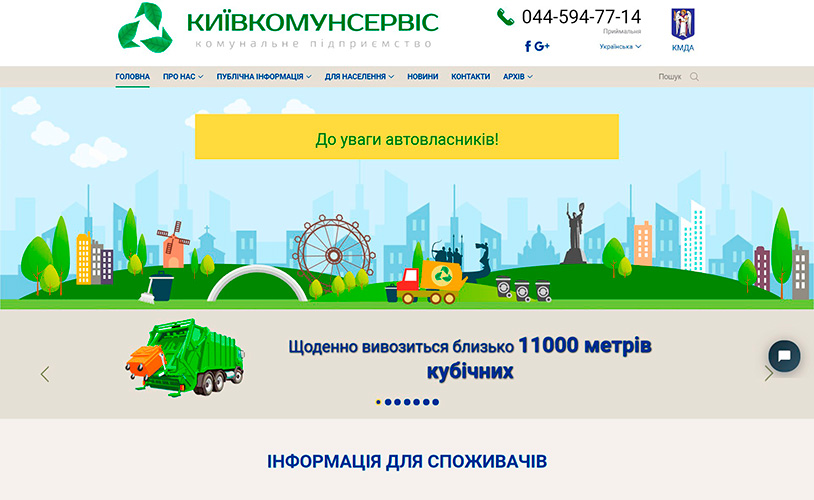 КИЇВКОМУНСЕРВІС
комунальне підприємство
044-594-77-14
Приймальня
f G+
Українська
КМДА
ГОЛОВНА ПРО НАС ПУБЛІЧНА ІНФОРМАЦІЯ ДЛЯ НАСЕЛЕННЯ НОВИНИ КОНТАКТИ АРХІВ Пошук
До уваги автовласників!
Щоденно вивозиться близько 11000 метрів
кубічних
ІНФОРМАЦІЯ ДЛЯ СПОЖИВАЧІВ